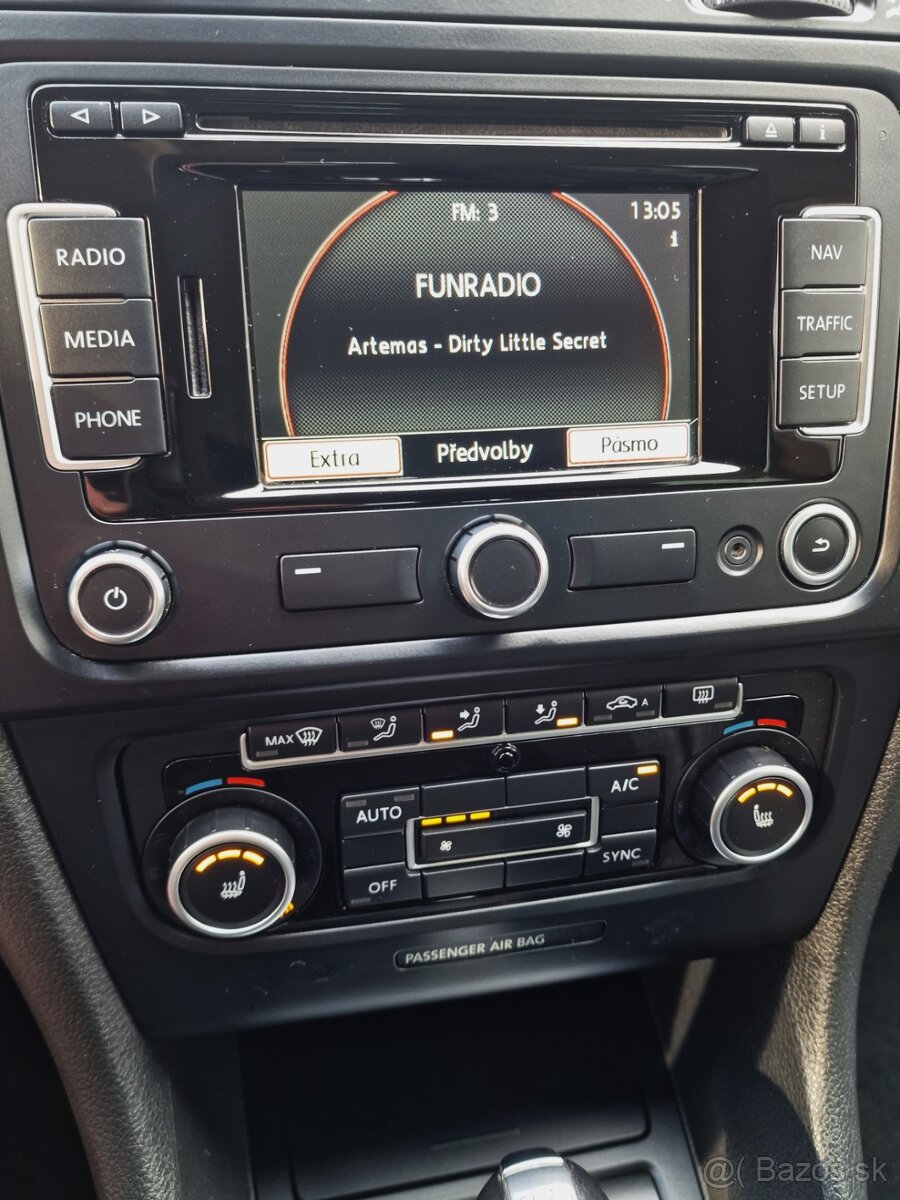 i
FM: 3
13:05
i
RADIO
FUNRADIO
NAV
MEDIA
Artemas - Dirty Little Secret
TRAFFIC
PHONE
SETUP
Extra
Předvolby
Pásmo
MAX
A
AUTO
A/C
OFF
SYNC
PASSENGER AIR BAG
@( Bazos.sk